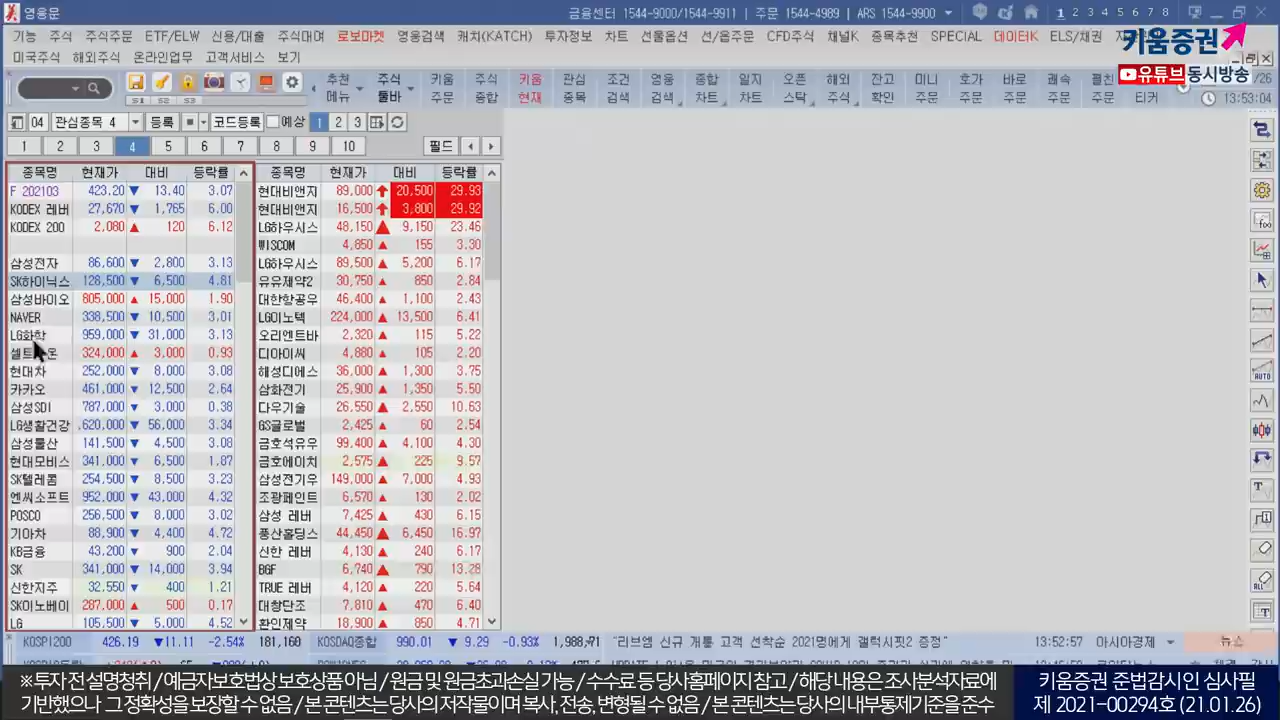 영웅문 금융센터 1544-9000/1544-9911 | 주문 1544-4989 | ARS 1544-9900 1 2 3 4 5 6 7 8
기능 주식 주식주문 ETF/ELW 신용/대출 주식대여 로보마켓 영웅검색 캐치(KATCH) 투자정보 차트 선물옵션 선/옵주문 CFD주식 채널K 종목추천 SPECIAL 데이터K ELS/채권
키움증권
미국주식 해외주식 온라인업무 고객서비스 보기
유튜브 동시방송
추천 메뉴 주식 툴바 키움 주문 주식 종합 키움 현재 관심 종목 조건 검색 영웅 검색 종합 차트 일지 차트 오픈 스탁 해외 주식 잔고 확인 미니 주문 호가 주문 바로 주문 쾌속 주문 펼친 주문
S1 S2 S3
티커 13:53:04
04 관심종목 4 등록 코드등록 예상 1 2 3
1 2 3 4 5 6 7 8 9 10 필드
종목명 현재가 대비 등락률 종목명 현재가 대비 등락률
F 202103 423.20 ▼ 13.40 3.07 현대비앤지 89,000 ↑ 20,500 29.93
KODEX 레버 27,670 ▼ 1,765 6.00 현대비앤지 16,500 ↑ 3,800 29.92
KODEX 200 2,080 ▲ 120 6.12 LG하우시스 48,150 ▲ 9,150 23.46
WISCOM 4,850 ▲ 155 3.30
삼성전자 86,600 ▼ 2,800 3.13 LG하우시스 89,500 ▲ 5,200 6.17
SK하이닉스 128,500 ▼ 6,500 4.81 유유제약2 30,750 ▲ 850 2.84
삼성바이오 805,000 ▲ 15,000 1.90 대한항공우 46,400 ▲ 1,100 2.43
NAVER 338,500 ▼ 10,500 3.01 LG이노텍 224,000 ▲ 13,500 6.41
LG화학 959,000 ▼ 31,000 3.13 오리엔트바 2,320 ▲ 115 5.22
324,000 ▲ 3,000 0.93 디아이씨 4,880 ▲ 105 2.20
현대차 252,000 ▼ 8,000 3.08 해성디에스 36,000 ▲ 1,300 3.75
카카오 461,000 ▼ 12,500 2.64 삼화전기 25,900 ▲ 1,350 5.50
삼성SDI 787,000 ▼ 3,000 0.38 다우기술 26,550 ▲ 2,550 10.63
LG생활건강 ,620,000 ▼ 56,000 3.34 GS글로벌 2,425 ▲ 60 2.54
삼성물산 141,500 ▼ 4,500 3.08 금호석유우 99,400 ▲ 4,100 4.30
현대모비스 341,000 ▼ 6,500 1.87 금호에이치 2,575 ▲ 225 9.57
SK텔레콤 254,500 ▼ 8,500 3.23 삼성전기우 149,000 ▲ 7,000 4.93
엔씨소프트 952,000 ▼ 43,000 4.32 조광페인트 6,570 ▲ 130 2.02
POSCO 256,500 ▼ 8,000 3.02 삼성 레버 7,425 ▲ 430 6.15
기아차 88,900 ▼ 4,400 4.72 풍산홀딩스 44,450 ▲ 6,450 16.97
KB금융 43,200 ▼ 900 2.04 신한 레버 4,130 ▲ 240 6.17
SK 341,000 ▼ 14,000 3.94 BGF 6,740 ▲ 790 13.28
신한지주 32,550 ▼ 400 1.21 TRUE 레버 4,120 ▲ 220 5.64
SK이노베이 287,000 ▲ 500 0.17 대창단조 7,810 ▲ 470 6.40
LG 105,500 ▼ 5,000 4.52 화인제약 18,900 ▲ 850 4.71
KOSPI200 426.19 ▼11.11 -2.54% 181,160 KOSDAQ종합 990.01 ▼ 9.29 -0.93% "리브엠 신규 개통 고객 선착순 2021명에게 갤럭시핏2 증정" 13:52:57 아시아경제 뉴스
※ 투자 전 설명청취 / 예금자보호법상 보호상품 아님 / 원금 및 원금초과손실 가능 / 수수료 등 당사홈페이지 참고 / 해당 내용은 조사분석자료에
기반했으나 그 정확성을 보장할 수 없음 / 본 콘텐츠는 당사의 저작물이며 복사, 전송, 변형될 수 없음 / 본 콘텐츠는 당사의 내부통제기준을 준수
키움증권 준법감시인 심사필
제 2021-00294호 (21.01.26)
AUTO
ALL